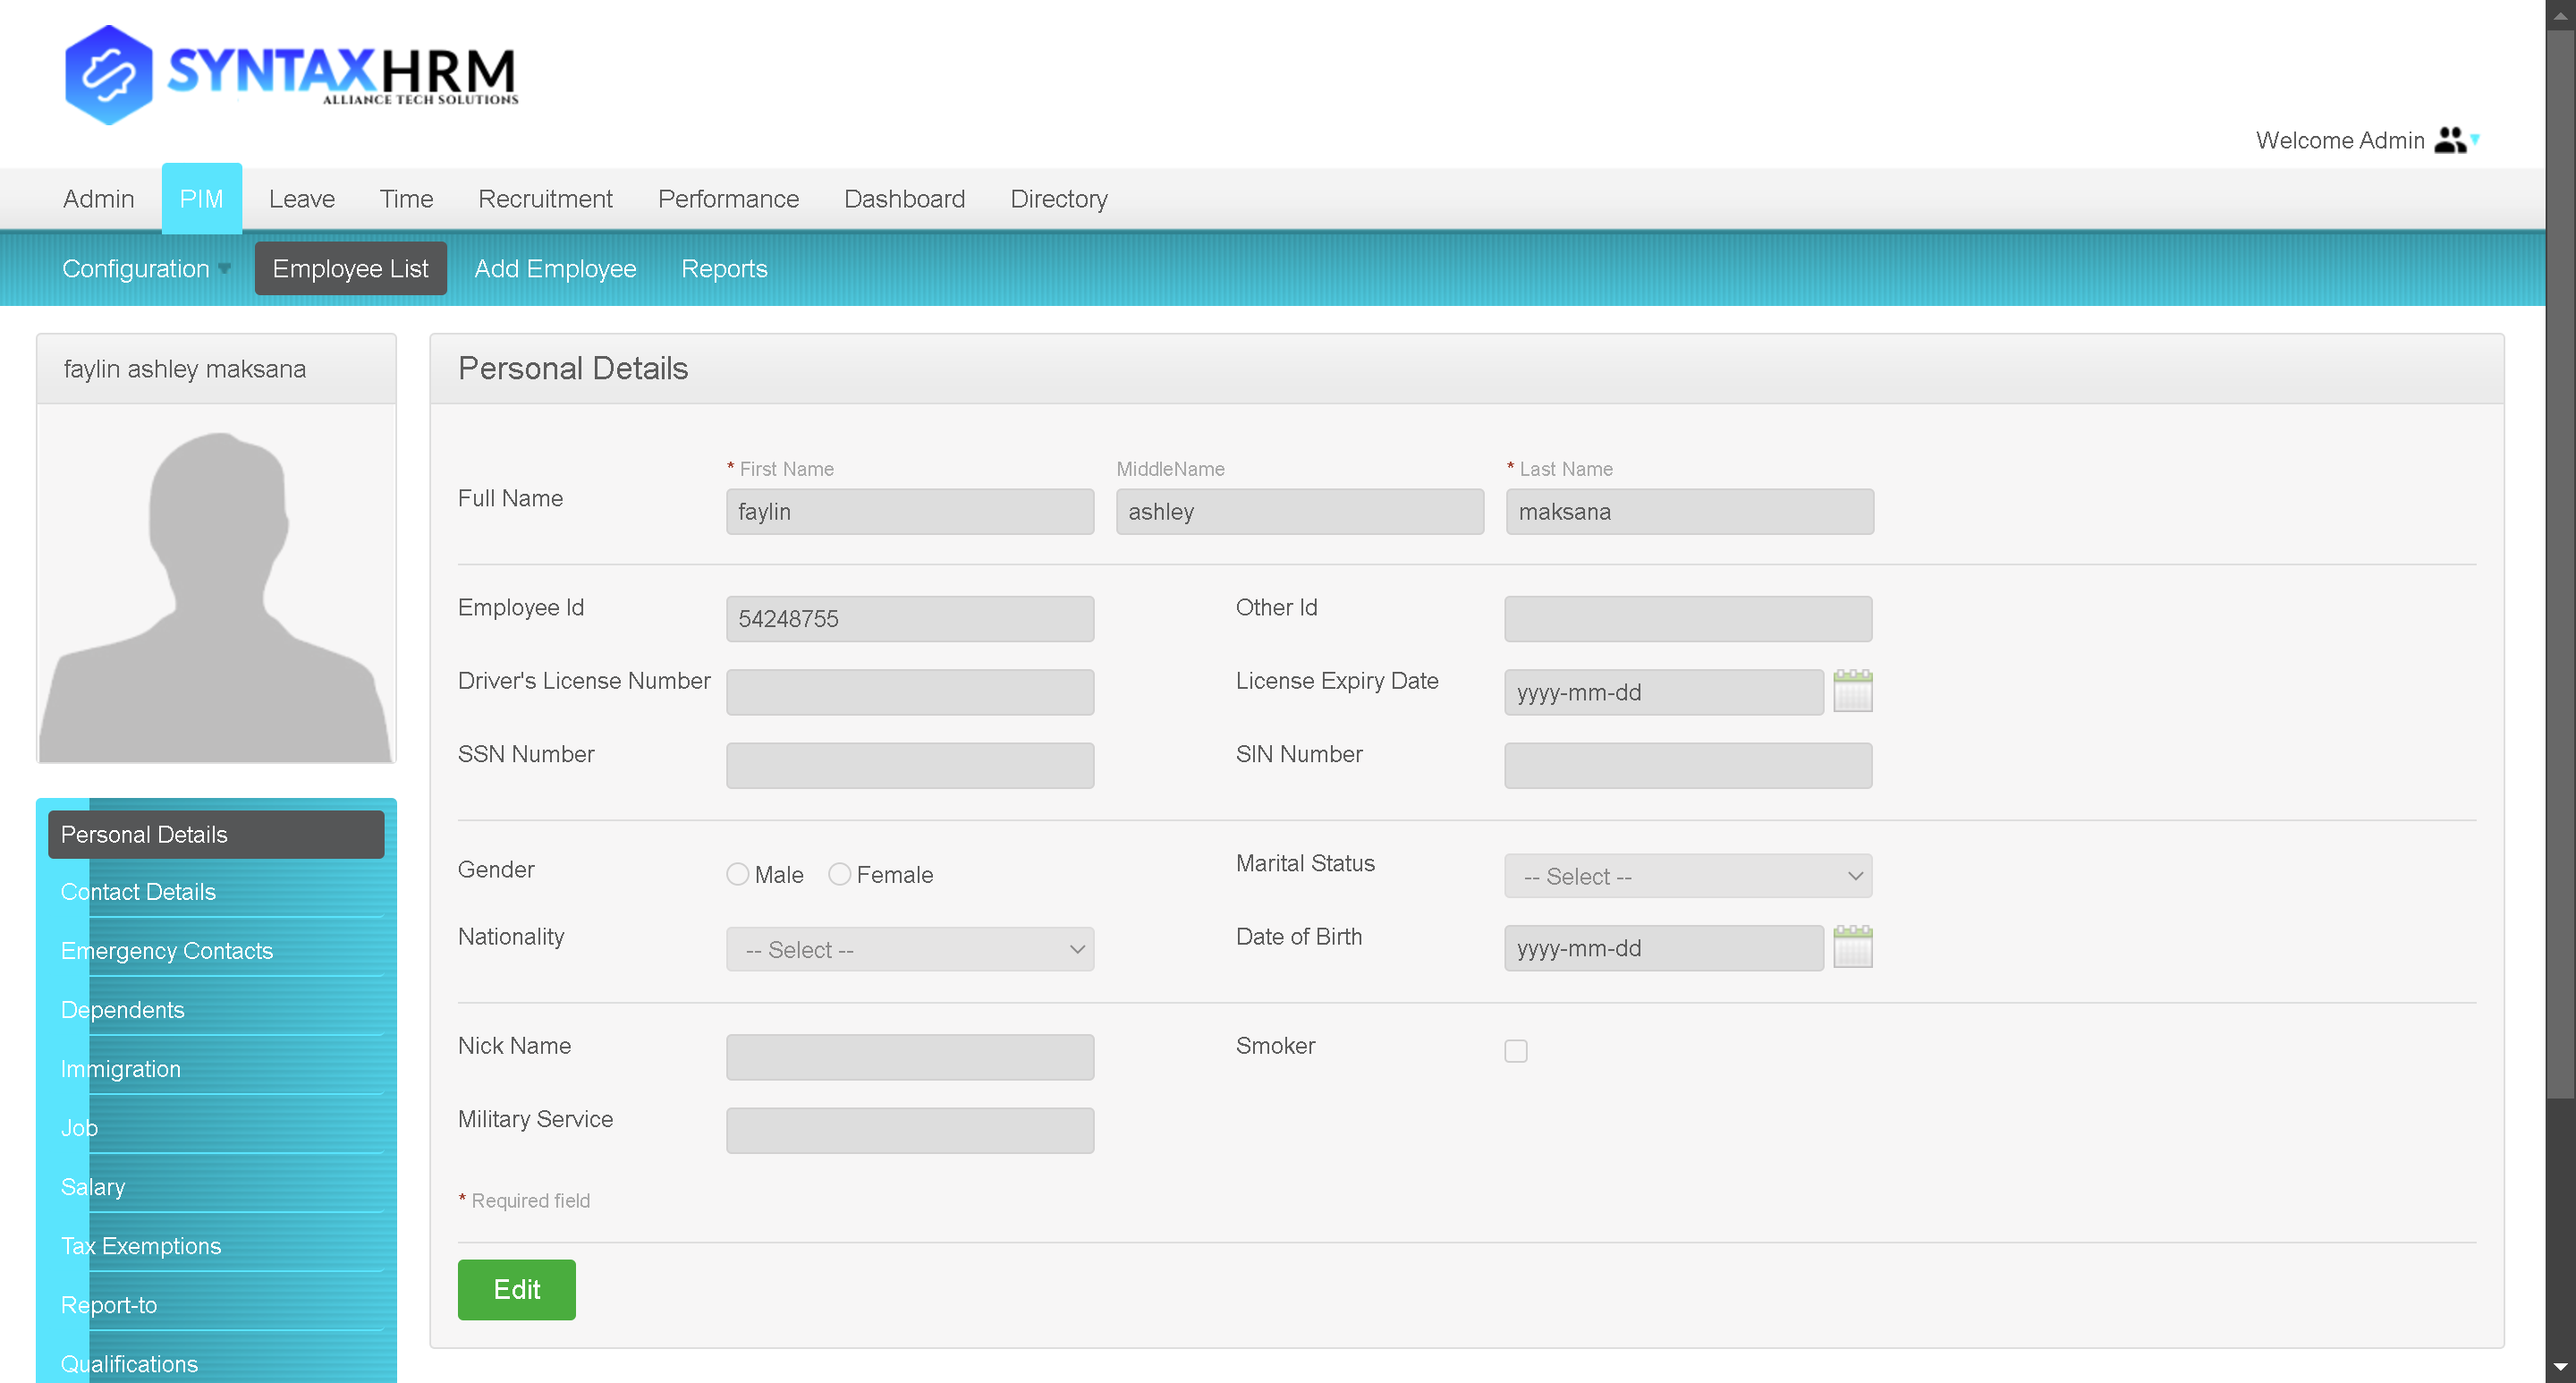 SYNTAXHRM
ALLIANCE TECH SOLUTIONS
Welcome Admin
Admin PIM Leave Time Recruitment Performance Dashboard Directory
Configuration Employee List Add Employee Reports
faylin ashley maksana
Personal Details
* First Name MiddleName * Last Name
Full Name faylin ashley maksana
Employee Id 54248755 Other Id
Driver's License Number License Expiry Date yyyy-mm-dd
SSN Number SIN Number
Gender Male Female Marital Status -- Select --
Nationality -- Select -- Date of Birth yyyy-mm-dd
Nick Name Smoker
Military Service
* Required field
Edit
Personal Details
Contact Details
Emergency Contacts
Dependents
Immigration
Job
Salary
Tax Exemptions
Report-to
Qualifications